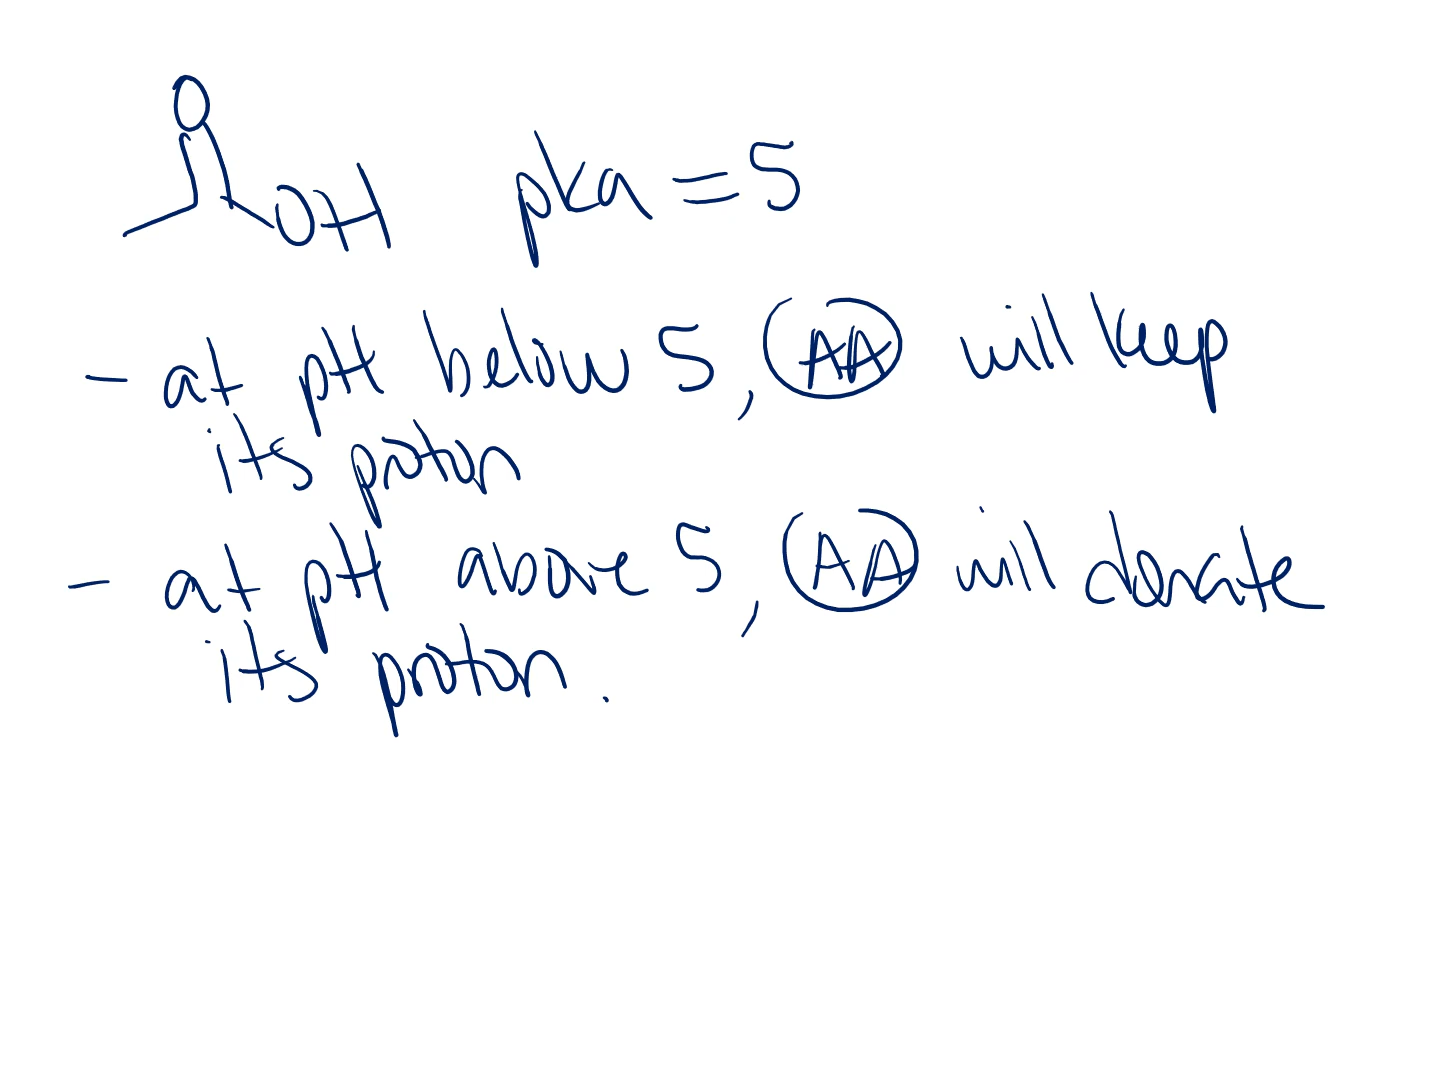 O
OH pka = 5
- at pH below 5, AA will keep
its proton
- at pH above 5, AA will donate
its proton.